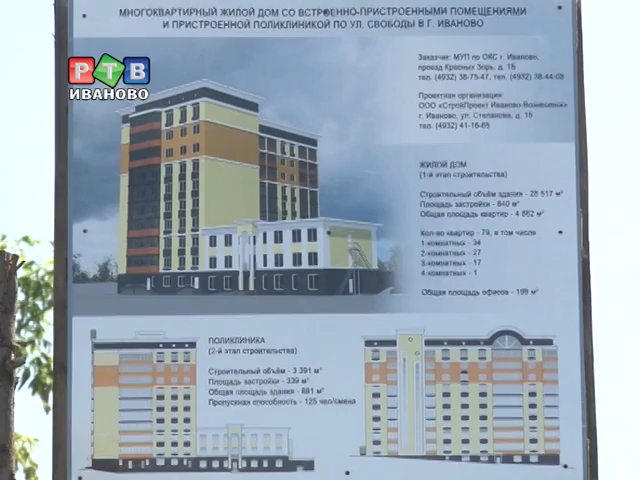 МНОГОКВАРТИРНЫЙ ЖИЛОЙ ДОМ СО ВСТРОЕННО-ПРИСТРОЕННЫМИ ПОМЕЩЕНИЯМИ
И ПРИСТРОЕННОЙ ПОЛИКЛИНИКОЙ ПО УЛ. СВОБОДЫ В Г. ИВАНОВО
РТВ
ИВАНОВО
Заказчик: МУП по ОКС г. Иваново,
проезд Красных Зорь, д. 15
тел. (4932) 38-75-47, тел. (4932) 38-44-08
Проектная организация:
ООО «СтройПроект Иваново-Вознесенск»
г. Иваново, ул. Степанова, д. 15
тел. (4932) 41-16-65
ЖИЛОЙ ДОМ
(1-й этап строительства)
Строительный объём здания - 28 517 м³
Площадь застройки - 840 м²
Общая площадь квартир - 4 862 м²
Кол-во квартир - 79, в том числе
1-комнатных - 34
2-комнатных - 27
3-комнатных - 17
4-комнатных - 1
Общая площадь офисов - 199 м²
ПОЛИКЛИНИКА
(2-й этап строительства)
Строительный объём - 3 391 м³
Площадь застройки - 339 м²
Общая площадь здания - 881 м²
Пропускная способность - 125 чел/смена